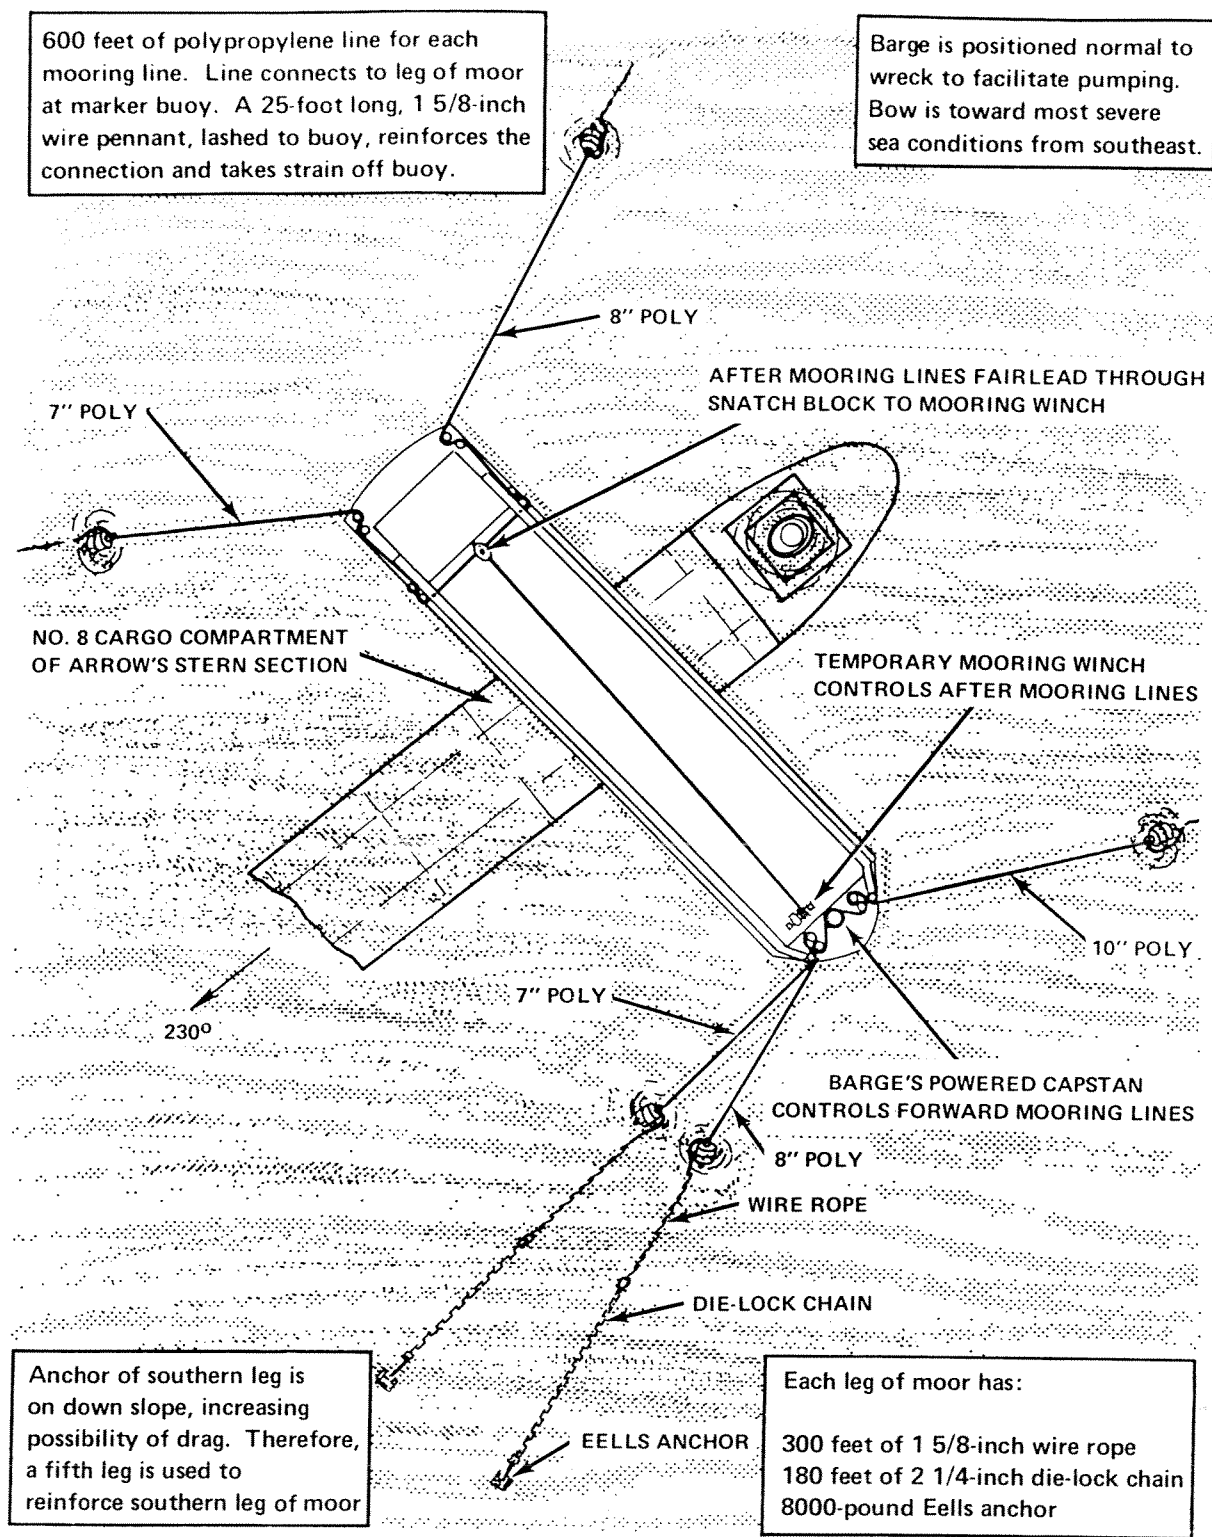 600 feet of polypropylene line for each
mooring line. Line connects to leg of moor
at marker buoy. A 25-foot long, 1 5/8-inch
wire pennant, lashed to buoy, reinforces the
connection and takes strain off buoy.
Barge is positioned normal to
wreck to facilitate pumping.
Bow is toward most severe
sea conditions from southeast.
8" POLY
AFTER MOORING LINES FAIRLEAD THROUGH
SNATCH BLOCK TO MOORING WINCH
7" POLY
NO. 8 CARGO COMPARTMENT
OF ARROW'S STERN SECTION
TEMPORARY MOORING WINCH
CONTROLS AFTER MOORING LINES
10" POLY
7" POLY
230°
BARGE'S POWERED CAPSTAN
CONTROLS FORWARD MOORING LINES
8" POLY
WIRE ROPE
DIE-LOCK CHAIN
EELLS ANCHOR
Anchor of southern leg is
on down slope, increasing
possibility of drag. Therefore,
a fifth leg is used to
reinforce southern leg of moor
Each leg of moor has:
300 feet of 1 5/8-inch wire rope
180 feet of 2 1/4-inch die-lock chain
8000-pound Eells anchor